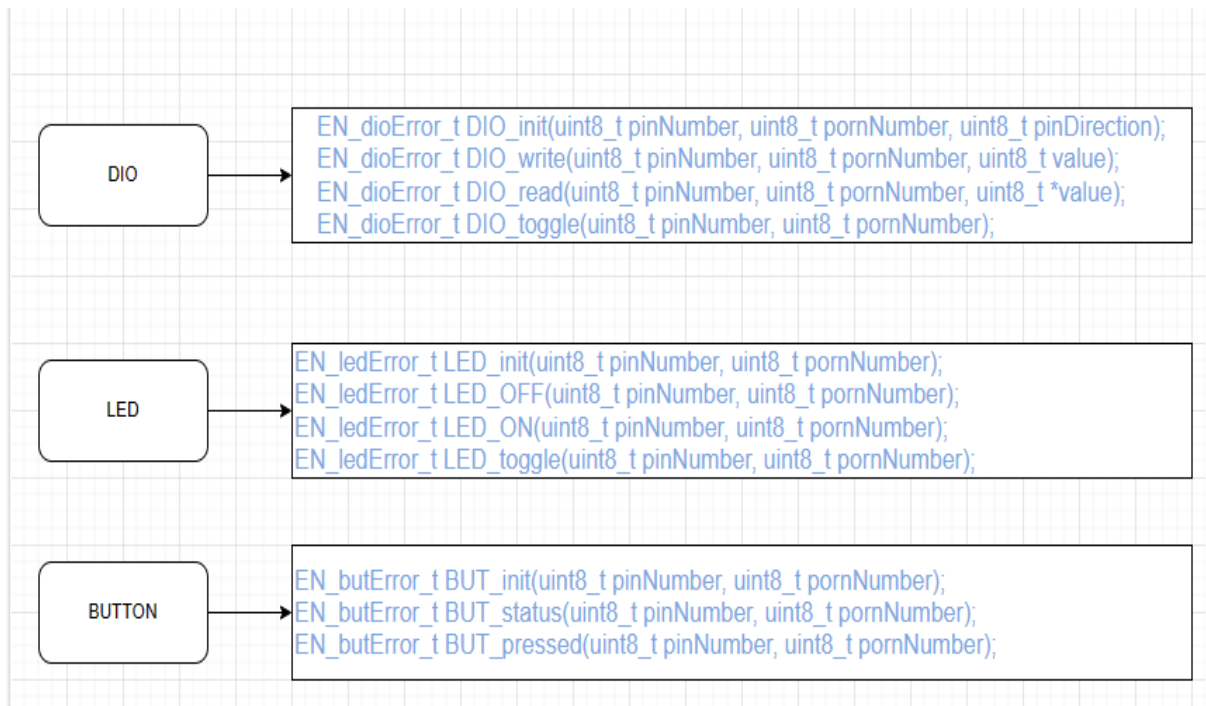 DIO
EN_dioError_t DIO_init(uint8_t pinNumber, uint8_t pornNumber, uint8_t pinDirection);
EN_dioError_t DIO_write(uint8_t pinNumber, uint8_t pornNumber, uint8_t value);
EN_dioError_t DIO_read(uint8_t pinNumber, uint8_t pornNumber, uint8_t *value);
EN_dioError_t DIO_toggle(uint8_t pinNumber, uint8_t pornNumber);
LED
EN_ledError_t LED_init(uint8_t pinNumber, uint8_t pornNumber);
EN_ledError_t LED_OFF(uint8_t pinNumber, uint8_t pornNumber);
EN_ledError_t LED_ON(uint8_t pinNumber, uint8_t pornNumber);
EN_ledError_t LED_toggle(uint8_t pinNumber, uint8_t pornNumber);
BUTTON
EN_butError_t BUT_init(uint8_t pinNumber, uint8_t pornNumber);
EN_butError_t BUT_status(uint8_t pinNumber, uint8_t pornNumber);
EN_butError_t BUT_pressed(uint8_t pinNumber, uint8_t pornNumber);